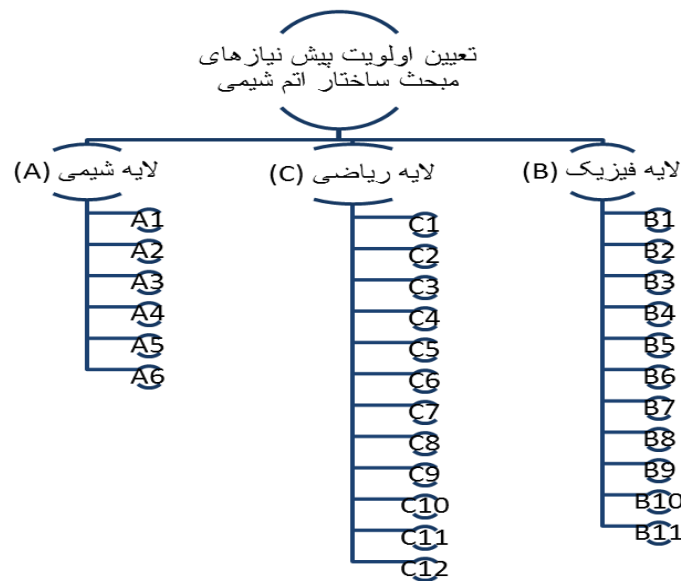 تعیین اولویت پیش نیازهای
مبحث ساختار اتم شیمی
لایه شیمی (A)
A1
A2
A3
A4
A5
A6
لایه ریاضی (C)
C1
C2
C3
C4
C5
C6
C7
C8
C9
C10
C11
C12
لایه فیزیک (B)
B1
B2
B3
B4
B5
B6
B7
B8
B9
B10
B11